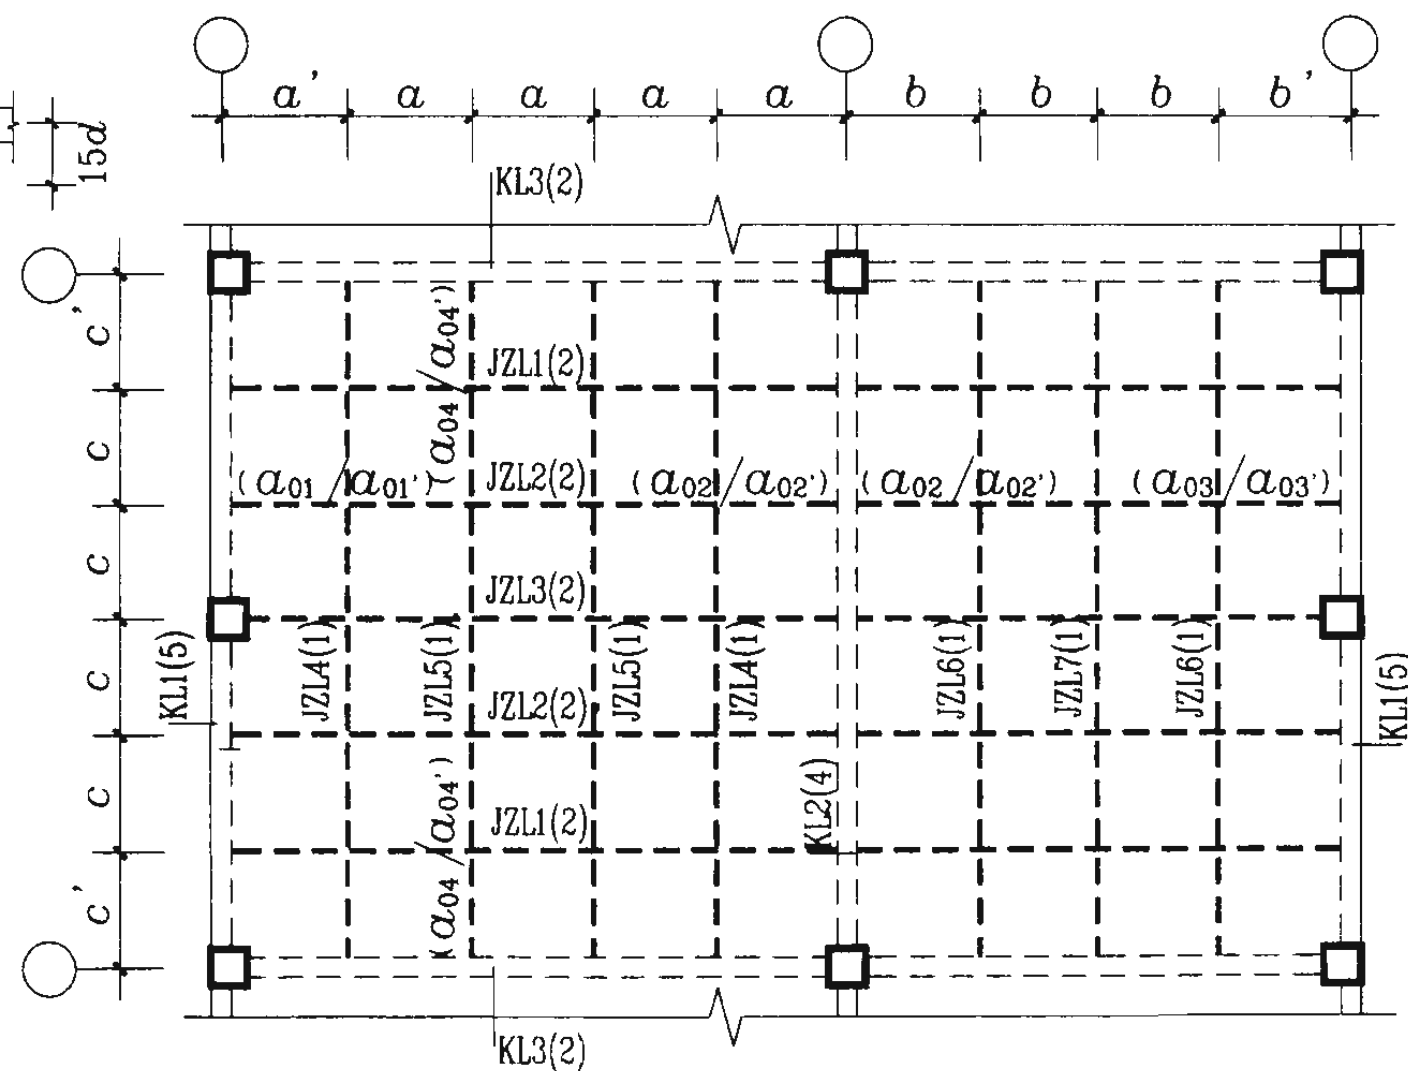 a' a a a a b b b b'
15d
KL3(2)
c'
c
c
c
c
c'
(a04/a04')
JZL1(2)
(a01/a01')
JZL2(2)
(a02/a02')
(a02/a02')
(a03/a03')
JZL3(2)
KL1(5)
JZL4(1)
JZL5(1)
JZL5(1)
JZL4(1)
JZL6(1)
JZL7(1)
JZL6(1)
KL1(5)
JZL2(2)
(a04/a04')
KL2(4)
JZL1(2)
KL3(2)